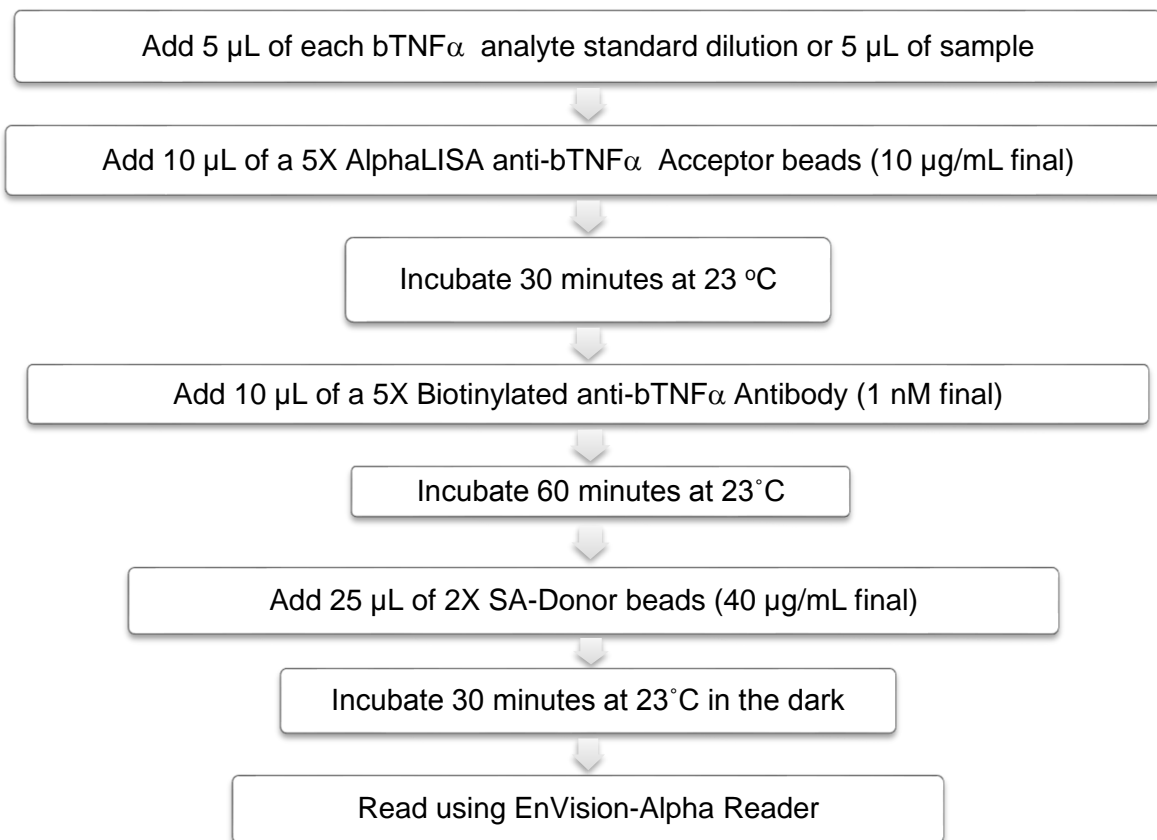 Add 5 µL of each bTNFα analyte standard dilution or 5 µL of sample
Add 10 µL of a 5X AlphaLISA anti-bTNFα Acceptor beads (10 µg/mL final)
Incubate 30 minutes at 23 ºC
Add 10 µL of a 5X Biotinylated anti-bTNFα Antibody (1 nM final)
Incubate 60 minutes at 23˚C
Add 25 µL of 2X SA-Donor beads (40 µg/mL final)
Incubate 30 minutes at 23˚C in the dark
Read using EnVision-Alpha Reader